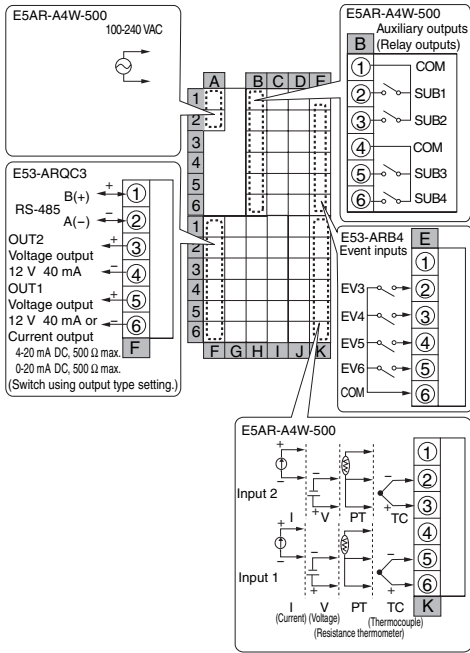 E5AR-A4W-500
100-240 VAC
E5AR-A4W-500
Auxiliary outputs
(Relay outputs)
B
1 COM
2 SUB1
3 SUB2
4 COM
5 SUB3
6 SUB4
A B C D E
1
2
3
4
5
6
1
2
3
4
5
6
F G H I J K
E53-ARQC3
RS-485
B(+) + 1
A(−) − 2
OUT2 + 3
Voltage output
12 V 40 mA − 4
OUT1 + 5
Voltage output
12 V 40 mA or − 6
Current output F
4-20 mA DC, 500 Ω max.
0-20 mA DC, 500 Ω max.
(Switch using output type setting.)
E53-ARB4 E
Event inputs
1
EV3 2
EV4 3
EV5 4
EV6 5
COM 6
E5AR-A4W-500
1
2
3
4
5
6
K
Input 2
+ − I − + V PT − + TC
Input 1
+ − − + − +
I V PT TC
(Current) (Voltage) (Thermocouple)
(Resistance thermometer)